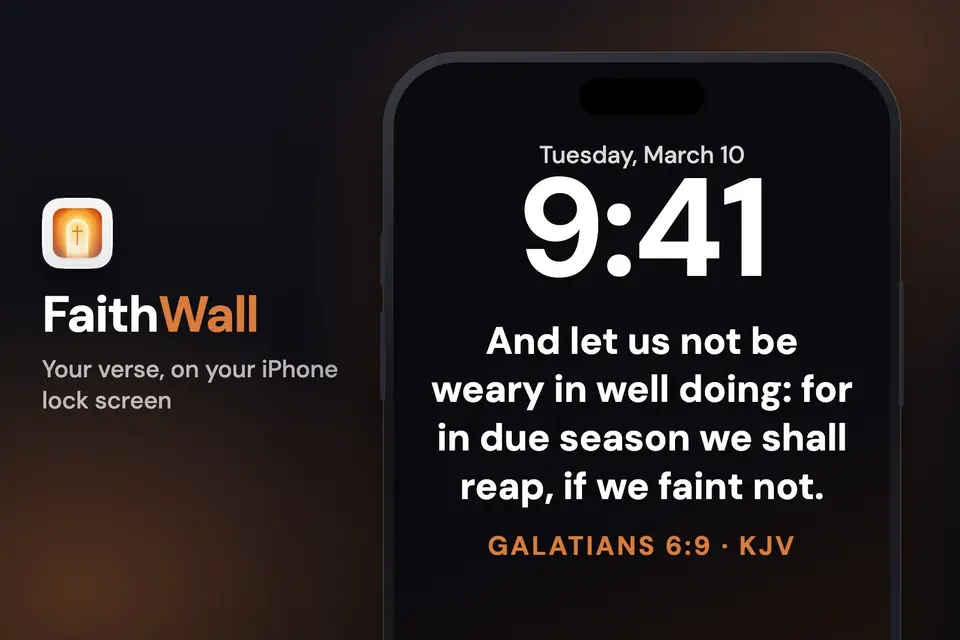 FaithWall
Your verse, on your iPhone
lock screen
Tuesday, March 10
9:41
And let us not be
weary in well doing: for
in due season we shall
reap, if we faint not.
GALATIANS 6:9 · KJV